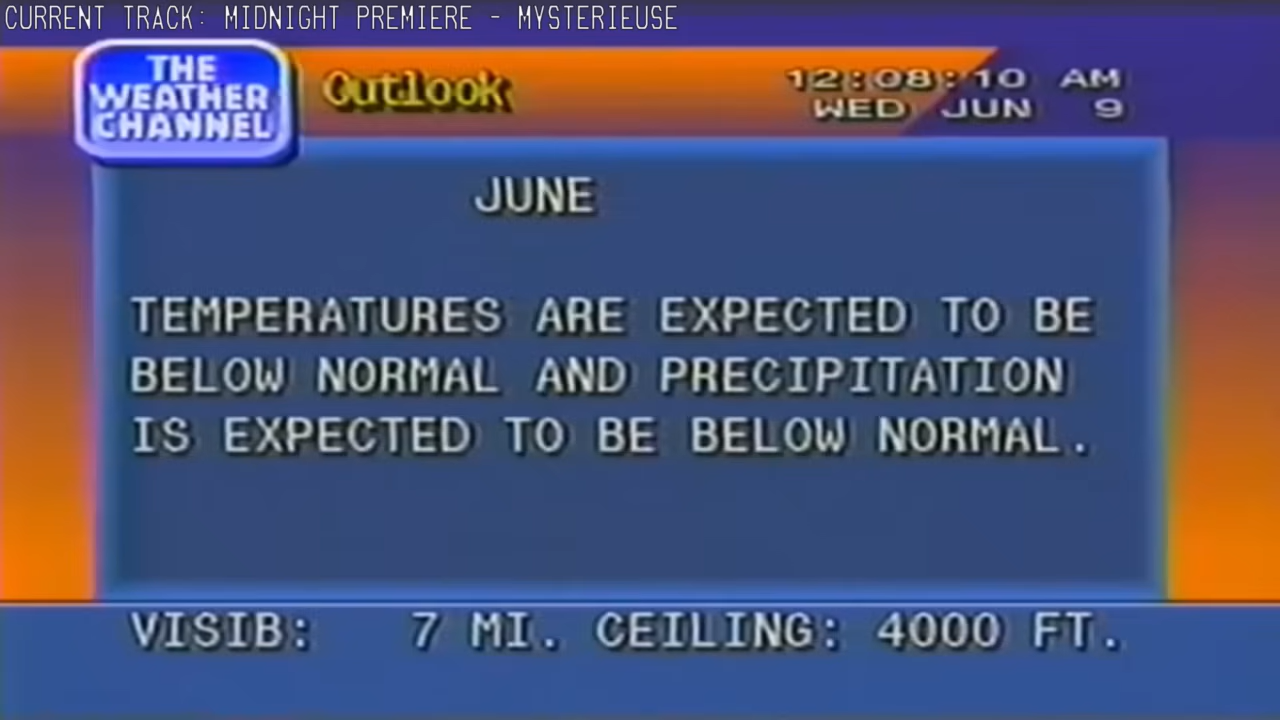 CURRENT TRACK: MIDNIGHT PREMIERE - MYSTERIEUSE
THE
WEATHER
CHANNEL
Outlook
12:08:10 AM
WED JUN 9
JUNE
TEMPERATURES ARE EXPECTED TO BE
BELOW NORMAL AND PRECIPITATION
IS EXPECTED TO BE BELOW NORMAL.
VISIB: 7 MI. CEILING: 4000 FT.